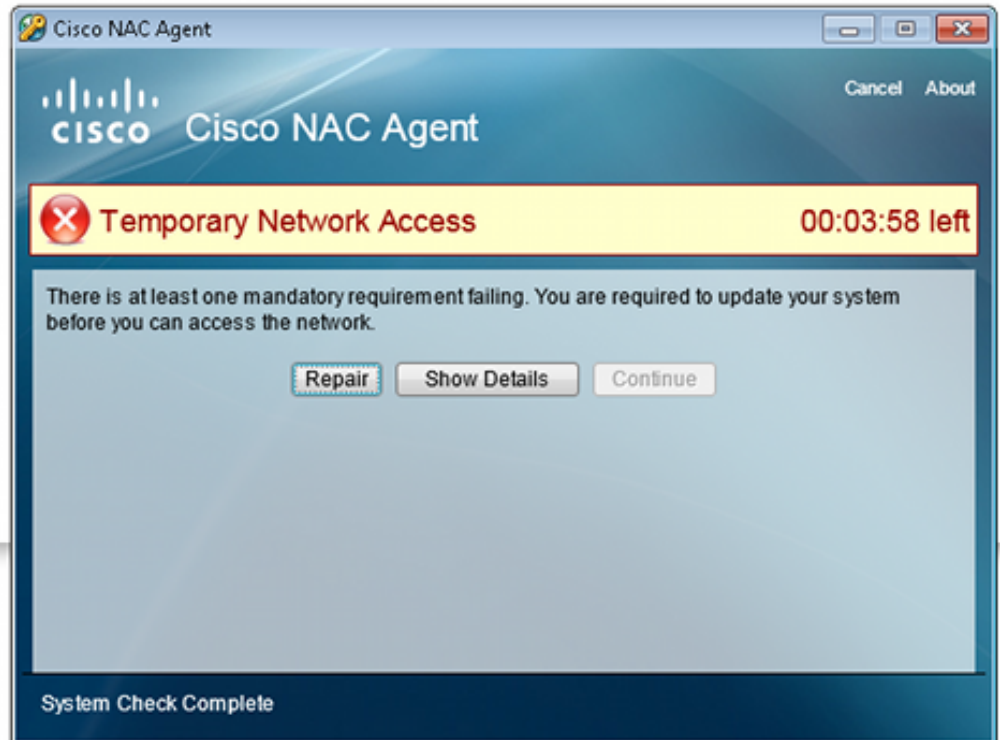 Cisco NAC Agent
Cancel About
CISCO Cisco NAC Agent
Temporary Network Access 00:03:58 left
There is at least one mandatory requirement failing. You are required to update your system
before you can access the network.
Repair Show Details Continue
System Check Complete